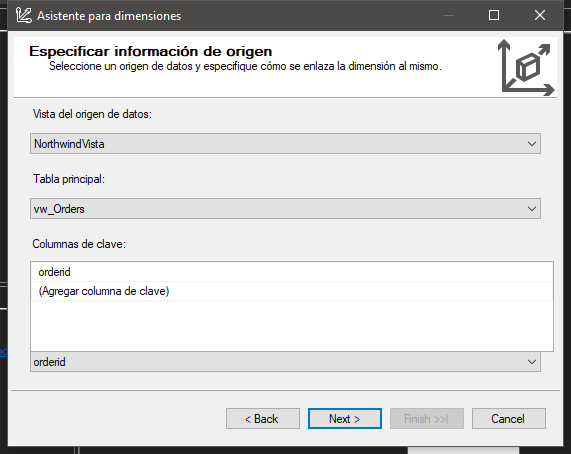 Asistente para dimensiones
Especificar información de origen
Seleccione un origen de datos y especifique cómo se enlaza la dimensión al mismo.
Vista del origen de datos:
NorthwindVista
Tabla principal:
vw_Orders
Columnas de clave:
orderid
(Agregar columna de clave)
orderid
< Back
Next >
Finish >>|
Cancel